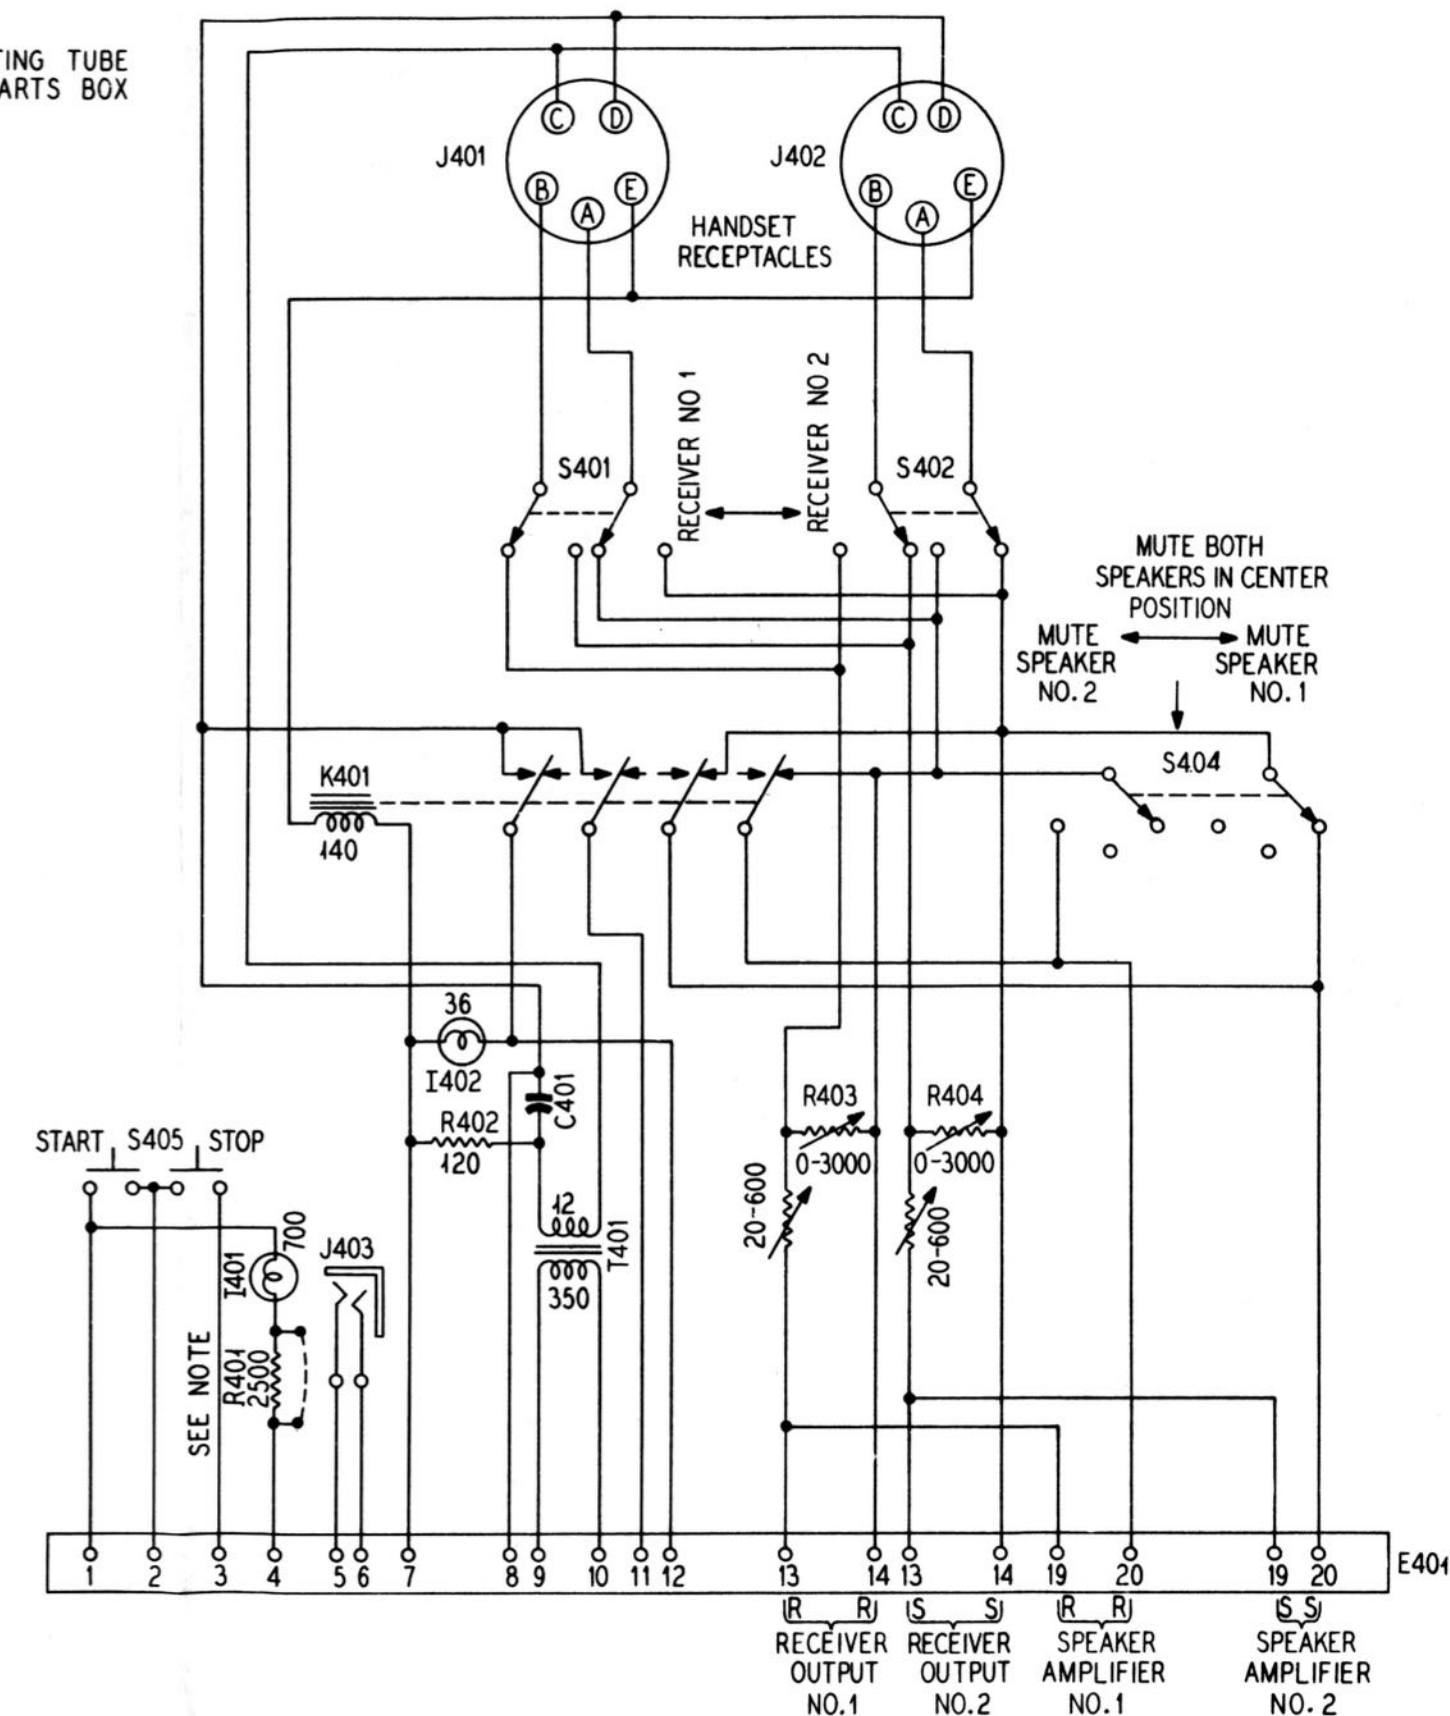 TING TUBE
ARTS BOX
C D
J401
B A E
HANDSET
RECEPTACLES
C D
J402
B A E
S401
RECEIVER NO 1
RECEIVER NO 2
S402
MUTE BOTH
SPEAKERS IN CENTER
POSITION
MUTE
SPEAKER
NO. 2
MUTE
SPEAKER
NO. 1
S404
K401
140
36
I402
C401
R402
120
START S405 STOP
12
T401
350
R403
0-3000
R404
0-3000
20-600
20-600
700
I401
J403
SEE NOTE
R401
2500
1 2 3 4 5 6 7 8 9 10 11 12 13 14 13 14 19 20 19 20
E401
R R S S R R S S
RECEIVER
OUTPUT
NO.1
RECEIVER
OUTPUT
NO.2
SPEAKER
AMPLIFIER
NO.1
SPEAKER
AMPLIFIER
NO. 2